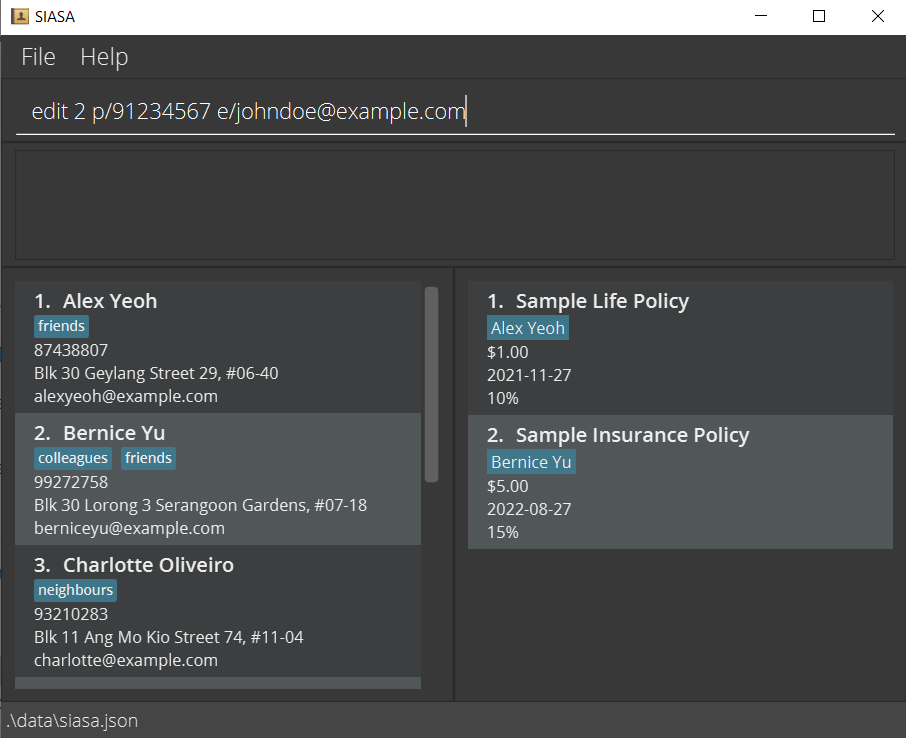 SIASA
File Help
edit 2 p/91234567 e/johndoe@example.com
1. Alex Yeoh
friends
87438807
Blk 30 Geylang Street 29, #06-40
alexyeoh@example.com
2. Bernice Yu
colleagues friends
99272758
Blk 30 Lorong 3 Serangoon Gardens, #07-18
berniceyu@example.com
3. Charlotte Oliveiro
neighbours
93210283
Blk 11 Ang Mo Kio Street 74, #11-04
charlotte@example.com
1. Sample Life Policy
Alex Yeoh
$1.00
2021-11-27
10%
2. Sample Insurance Policy
Bernice Yu
$5.00
2022-08-27
15%
.\data\siasa.json